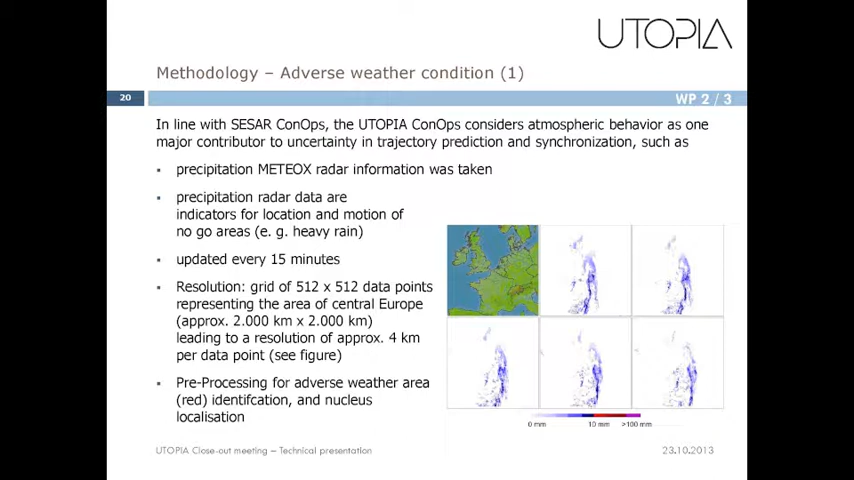 UTOPIA
Methodology – Adverse weather condition (1)
20
WP 2 / 3
In line with SESAR ConOps, the UTOPIA ConOps considers atmospheric behavior as one
major contributor to uncertainty in trajectory prediction and synchronization, such as
▪ precipitation METEOX radar information was taken
▪ precipitation radar data are
indicators for location and motion of
no go areas (e. g. heavy rain)
▪ updated every 15 minutes
▪ Resolution: grid of 512 x 512 data points
representing the area of central Europe
(approx. 2.000 km x 2.000 km)
leading to a resolution of approx. 4 km
per data point (see figure)
▪ Pre-Processing for adverse weather area
(red) identifcation, and nucleus
localisation
0 mm 10 mm >100 mm
UTOPIA Close-out meeting – Technical presentation
23.10.2013